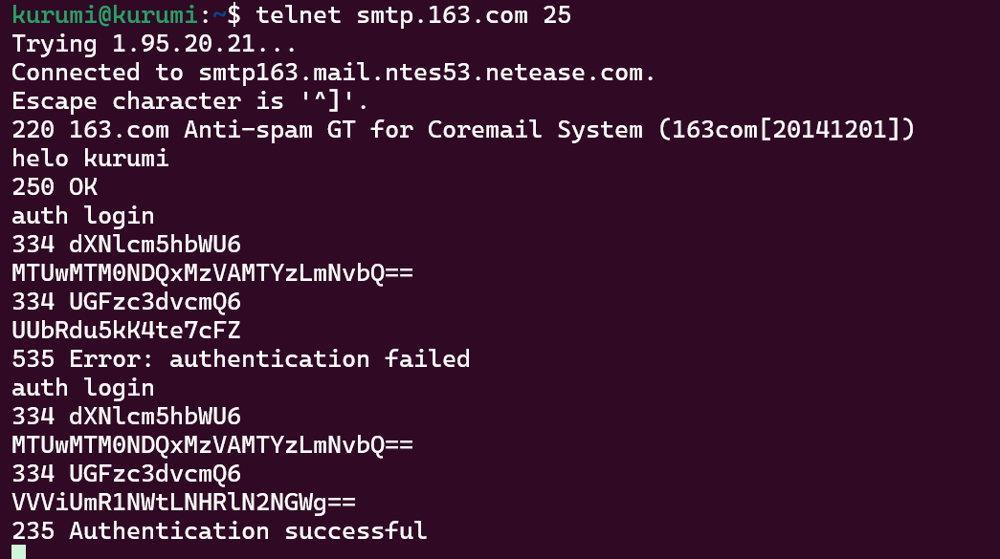 kurumi@kurumi:~$ telnet smtp.163.com 25
Trying 1.95.20.21...
Connected to smtp163.mail.ntes53.netease.com.
Escape character is '^]'.
220 163.com Anti-spam GT for Coremail System (163com[20141201])
helo kurumi
250 OK
auth login
334 dXNlcm5hbWU6
MTUwMTM0NDQxMzVAMTYzLmNvbQ==
334 UGFzc3dvcmQ6
UUbRdu5kK4te7cFZ
535 Error: authentication failed
auth login
334 dXNlcm5hbWU6
MTUwMTM0NDQxMzVAMTYzLmNvbQ==
334 UGFzc3dvcmQ6
VVViUmR1NWtLNHRlN2NGWg==
235 Authentication successful